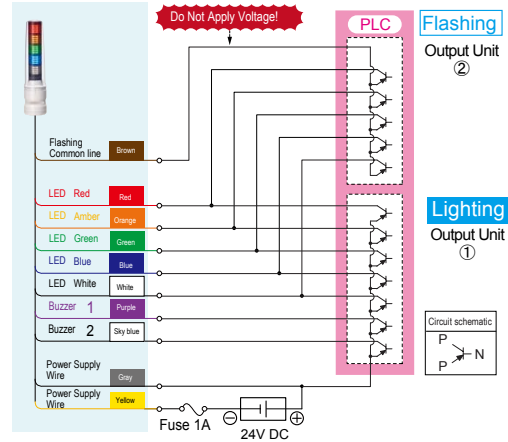 Do Not Apply Voltage!
PLC
Flashing
Output Unit
②
Flashing
Common line
Brown
LED Red
Red
LED Amber
Orange
LED Green
Green
LED Blue
Blue
LED White
White
Buzzer 1
Purple
Buzzer 2
Sky blue
Power Supply
Wire
Gray
Power Supply
Wire
Yellow
Fuse 1A
⊖
⊕
24V DC
Lighting
Output Unit
①
Circuit schematic
P
N
P